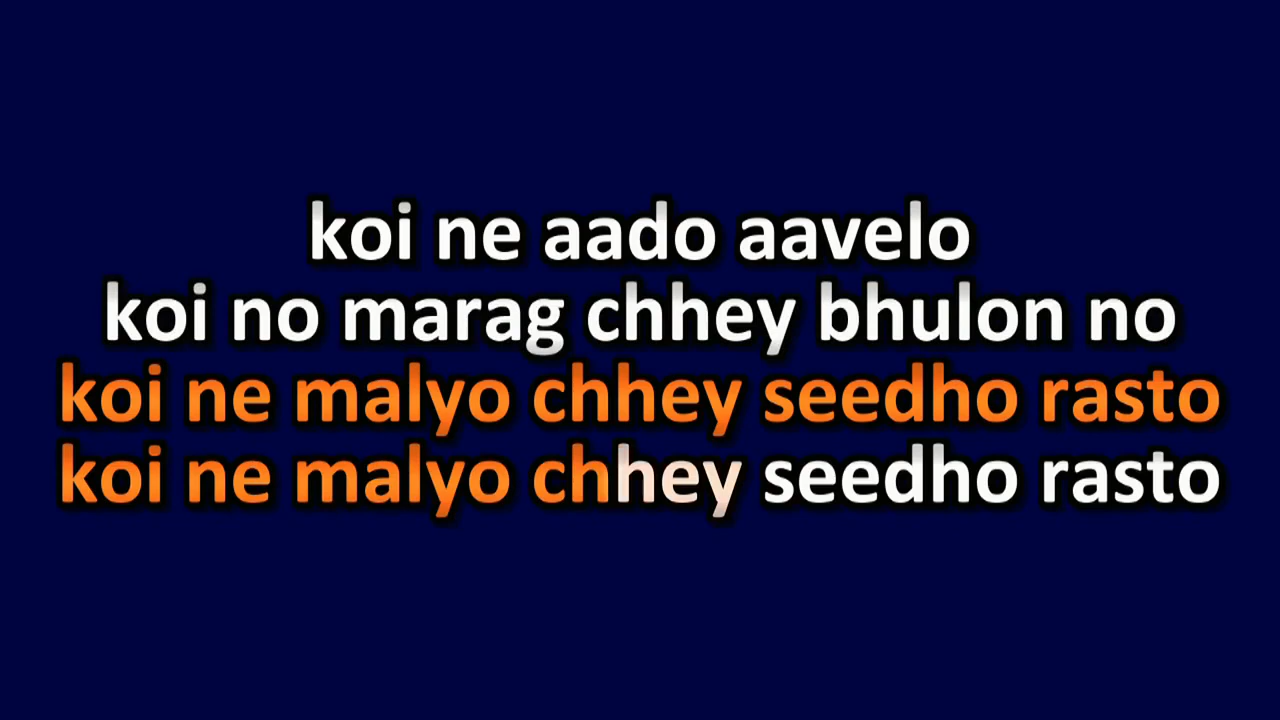 koi ne aado aavelo
koi no marag chhey bhulon no
koi ne malyo chhey seedho rasto
koi ne malyo chhey seedho rasto